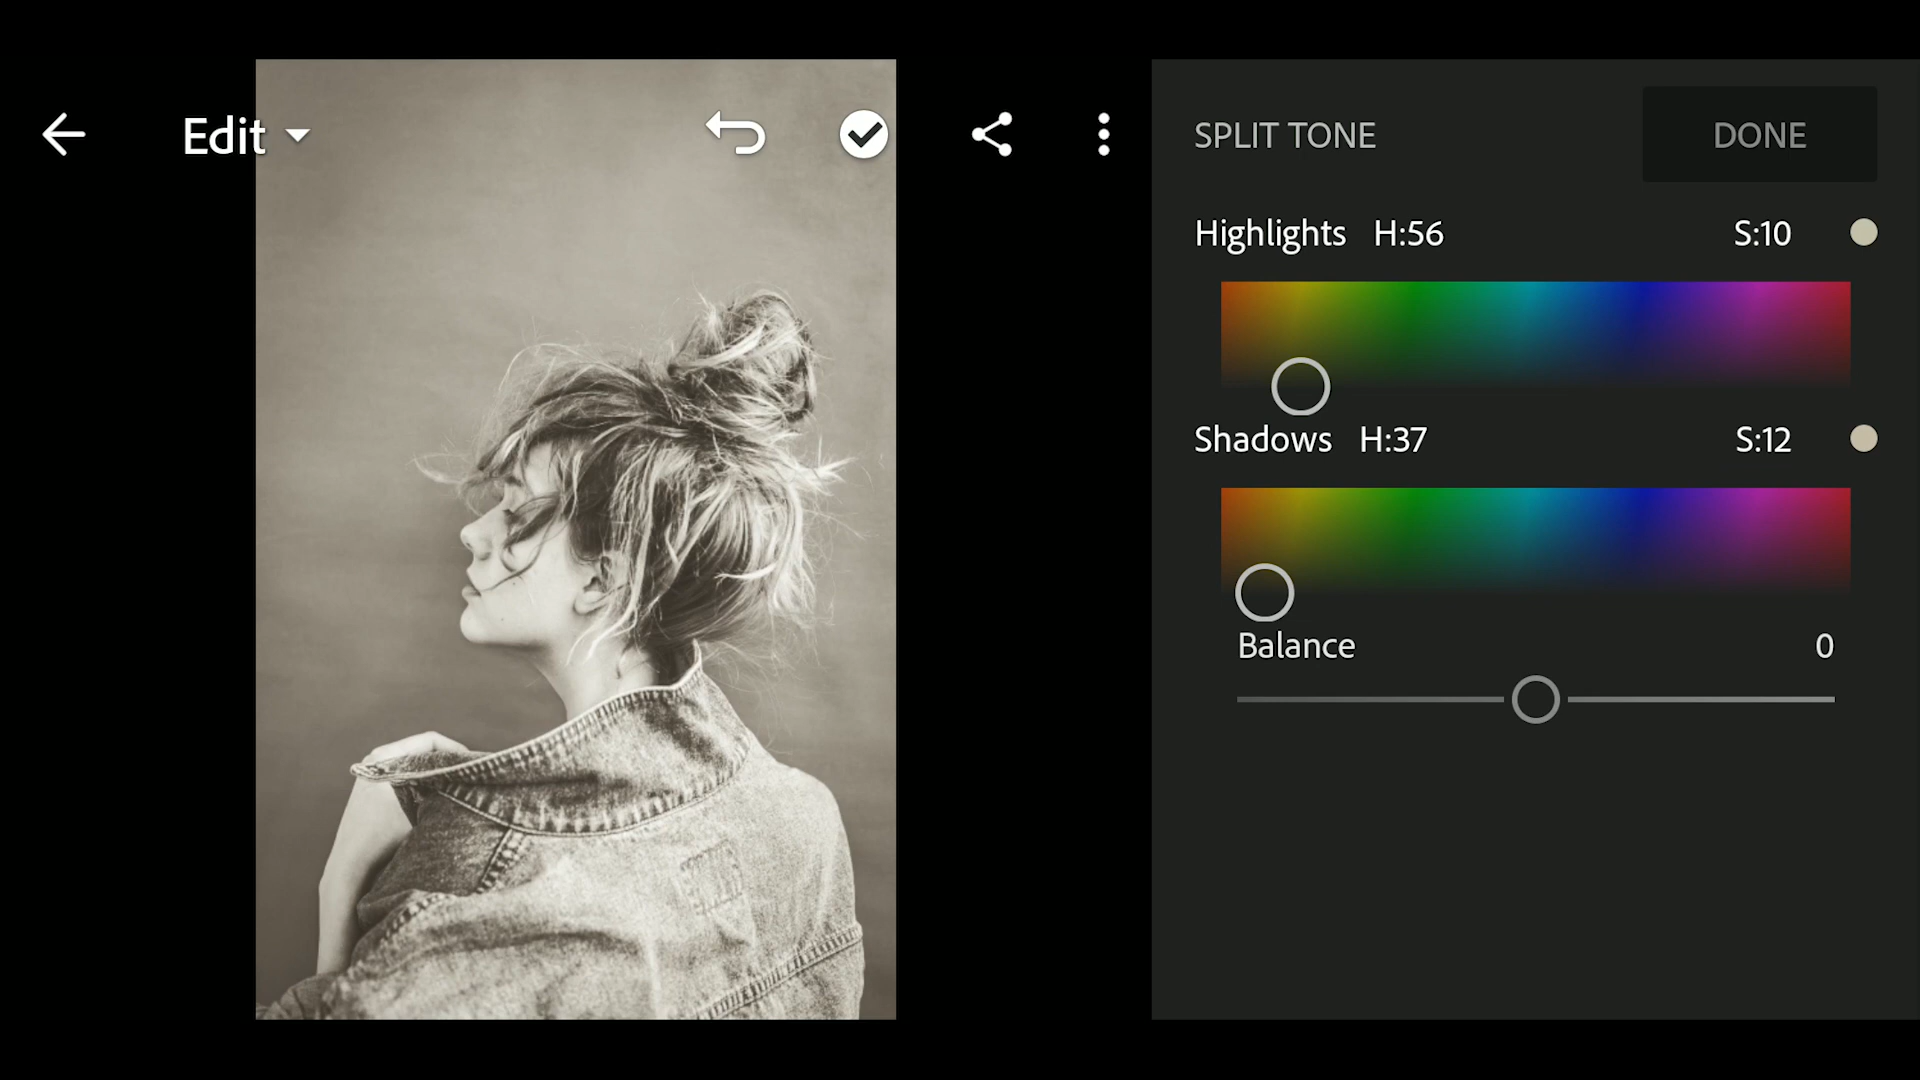 Edit
SPLIT TONE DONE
Highlights H:56 S:10
Shadows H:37 S:12
Balance 0